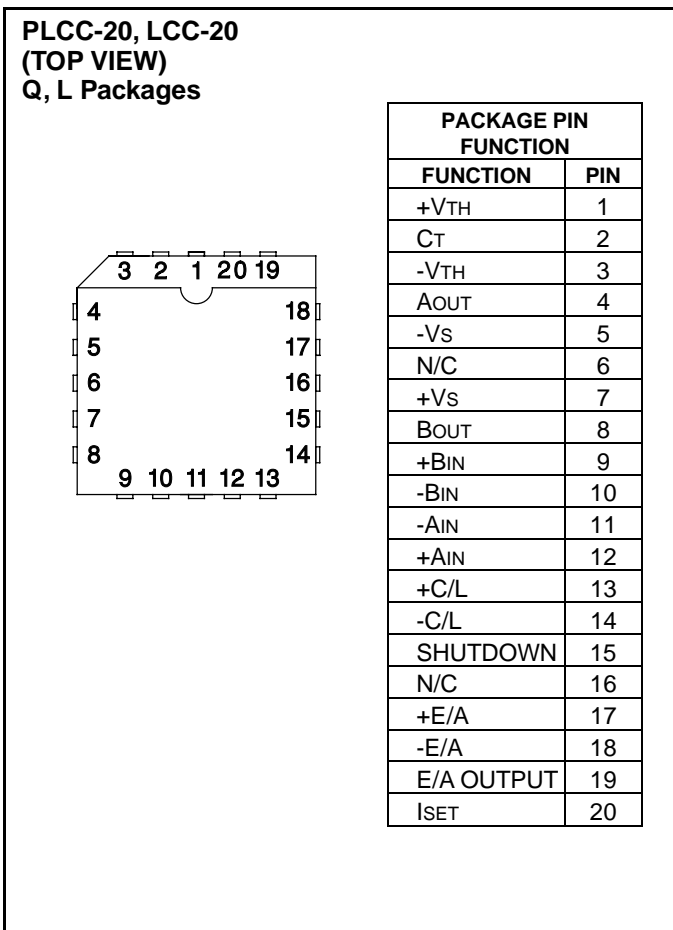 PLCC-20, LCC-20
(TOP VIEW)
Q, L Packages
3 2 1 20 19
4 18
5 17
6 16
7 15
8 14
9 10 11 12 13
PACKAGE PIN
FUNCTION
FUNCTION PIN
+VTH 1
CT 2
-VTH 3
AOUT 4
-VS 5
N/C 6
+VS 7
BOUT 8
+BIN 9
-BIN 10
-AIN 11
+AIN 12
+C/L 13
-C/L 14
SHUTDOWN 15
N/C 16
+E/A 17
-E/A 18
E/A OUTPUT 19
ISET 20